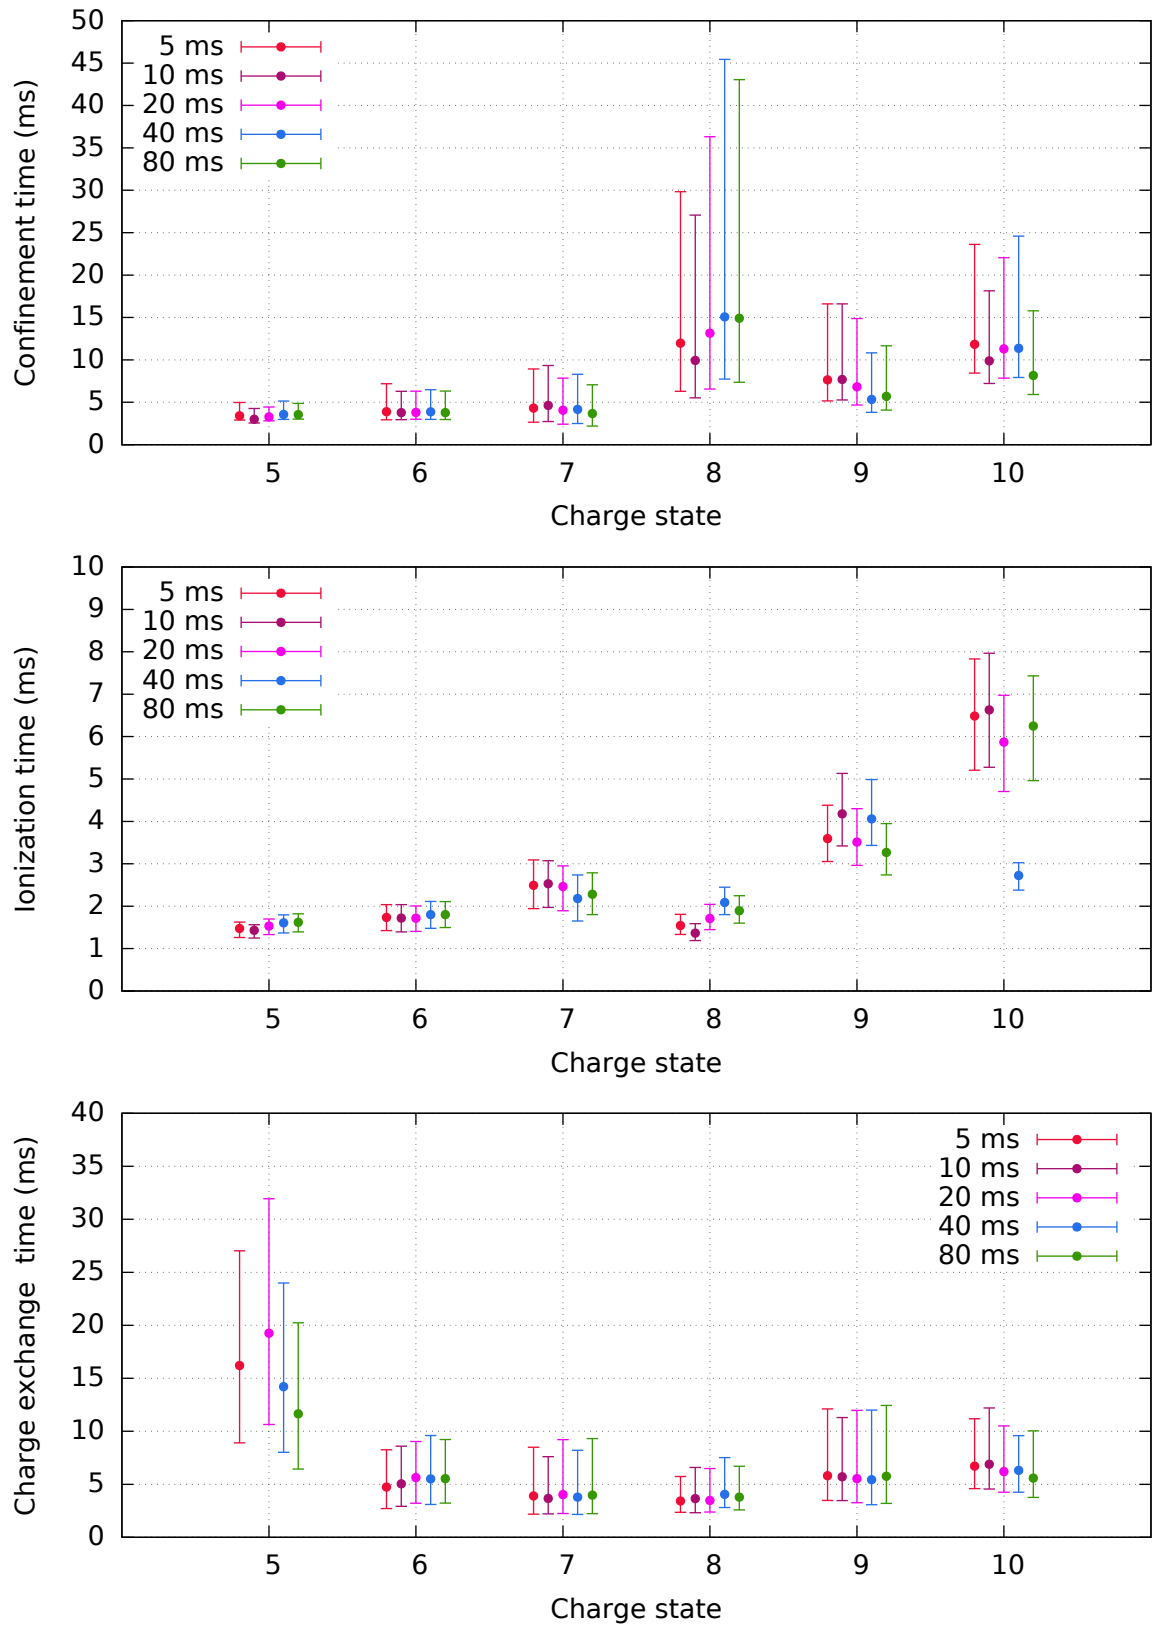 50
45
40
35
30
25
20
15
10
5
0
Confinement time (ms)
5 ms
10 ms
20 ms
40 ms
80 ms
5 6 7 8 9 10
Charge state
10
9
8
7
6
5
4
3
2
1
0
Ionization time (ms)
5 ms
10 ms
20 ms
40 ms
80 ms
5 6 7 8 9 10
Charge state
40
35
30
25
20
15
10
5
0
Charge exchange time (ms)
5 ms
10 ms
20 ms
40 ms
80 ms
5 6 7 8 9 10
Charge state